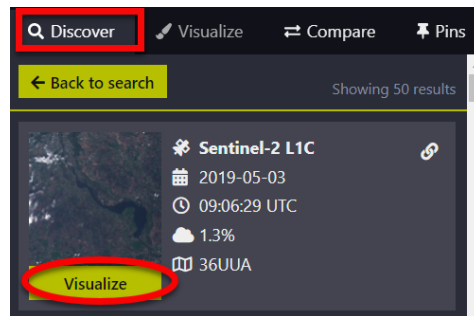 Discover Visualize Compare Pins
Back to search Showing 50 results
Sentinel-2 L1C
2019-05-03
09:06:29 UTC
1.3%
36UUA
Visualize